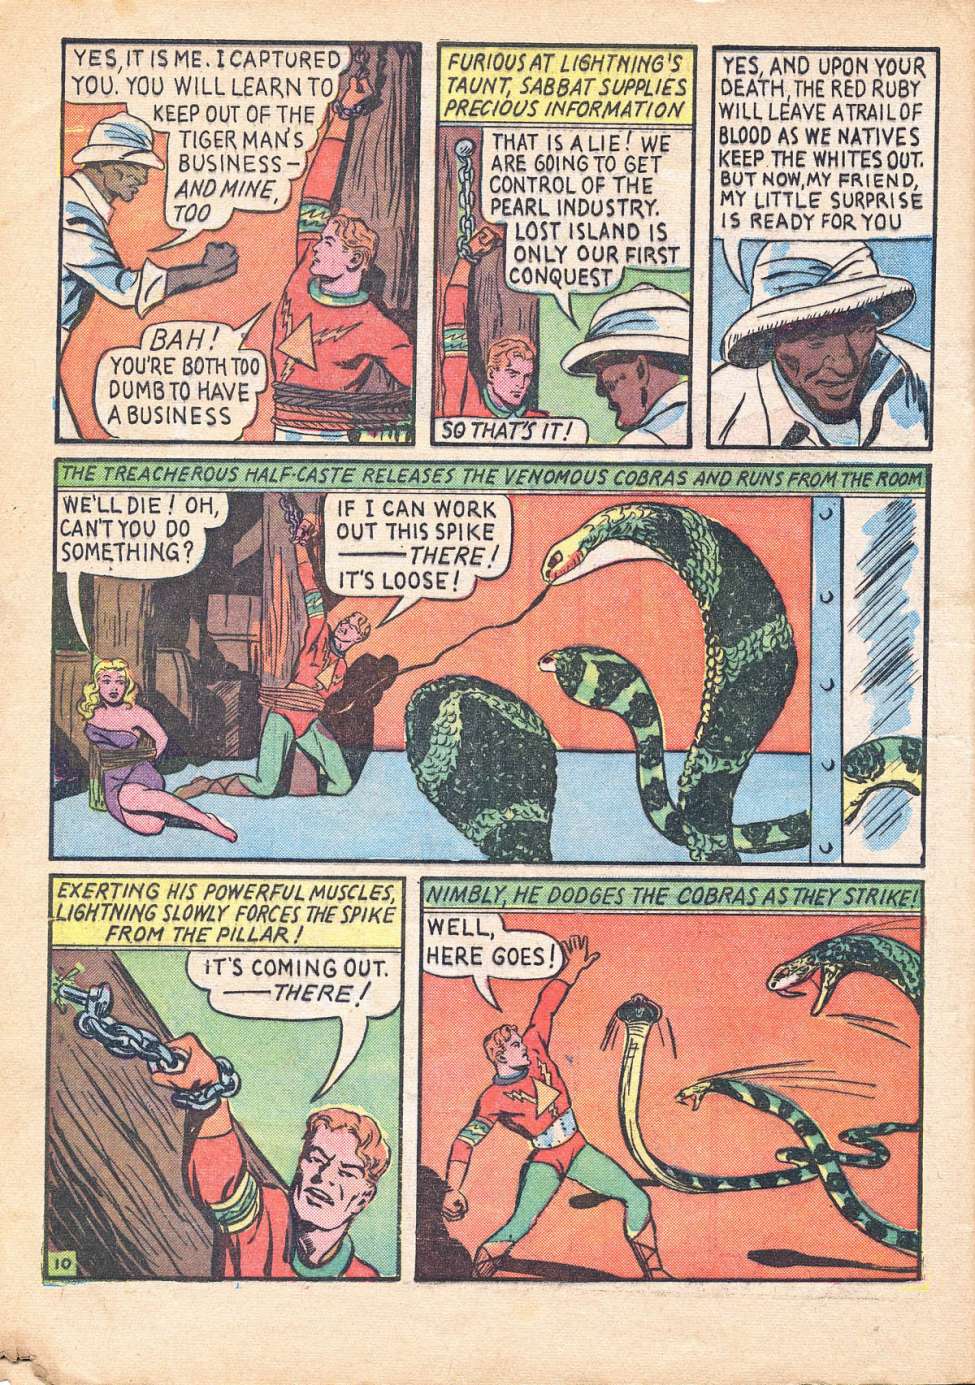 YES, IT IS ME. I CAPTURED
YOU. YOU WILL LEARN TO
KEEP OUT OF THE
TIGER MAN'S
BUSINESS—
AND MINE,
TOO
BAH!
YOU'RE BOTH TOO
DUMB TO HAVE
A BUSINESS
FURIOUS AT LIGHTNING'S
TAUNT, SABBAT SUPPLIES
PRECIOUS INFORMATION
THAT IS A LIE! WE
ARE GOING TO GET
CONTROL OF THE
PEARL INDUSTRY.
LOST ISLAND IS
ONLY OUR FIRST
CONQUEST
SO THAT'S IT!
YES, AND UPON YOUR
DEATH, THE RED RUBY
WILL LEAVE A TRAIL OF
BLOOD AS WE NATIVES
KEEP THE WHITES OUT.
BUT NOW, MY FRIEND,
MY LITTLE SURPRISE
IS READY FOR YOU
THE TREACHEROUS HALF-CASTE RELEASES THE VENOMOUS COBRAS AND RUNS FROM THE ROOM
WE'LL DIE! OH,
CAN'T YOU DO
SOMETHING?
IF I CAN WORK
OUT THIS SPIKE
—THERE!
IT'S LOOSE!
EXERTING HIS POWERFUL MUSCLES,
LIGHTNING SLOWLY FORCES THE SPIKE
FROM THE PILLAR!
IT'S COMING OUT.
—THERE!
10
NIMBLY, HE DODGES THE COBRAS AS THEY STRIKE!
WELL,
HERE GOES!